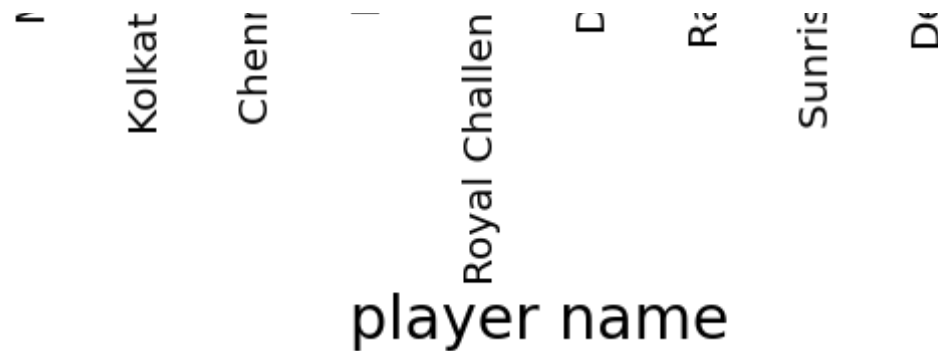 Kolkat
Chenn
Royal Challen
D
Ra
Sunris
De
player name